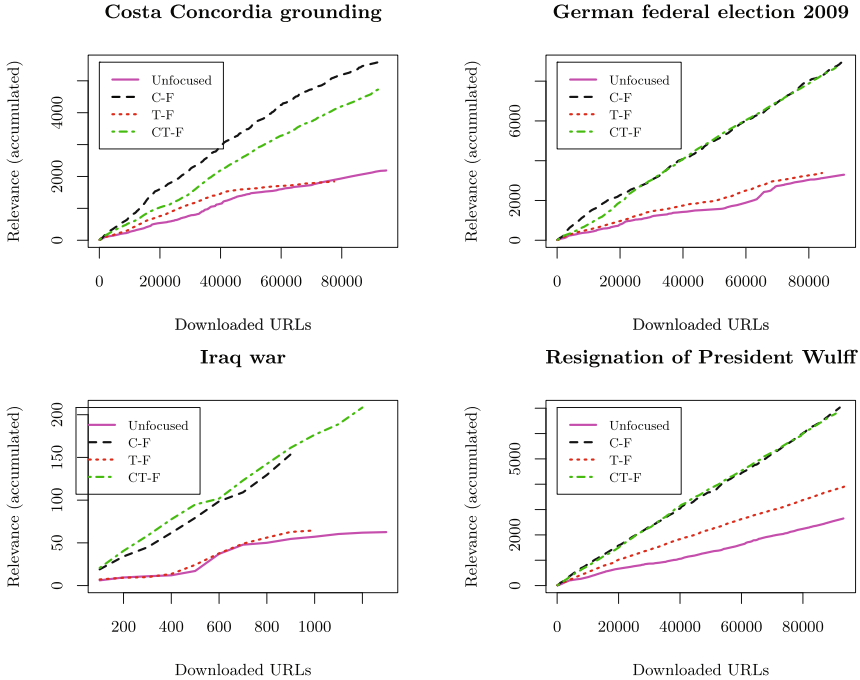 Costa Concordia grounding
Relevance (accumulated)
0 2000 4000
Unfocused
C-F
T-F
CT-F
0 20000 40000 60000 80000
Downloaded URLs
German federal election 2009
Relevance (accumulated)
0 2000 6000
Unfocused
C-F
T-F
CT-F
0 20000 40000 60000 80000
Downloaded URLs
Iraq war
Relevance (accumulated)
0 50 100 150 200
Unfocused
C-F
T-F
CT-F
200 400 600 800 1000
Downloaded URLs
Resignation of President Wulff
Relevance (accumulated)
0 2000 5000
Unfocused
C-F
T-F
CT-F
0 20000 40000 60000 80000
Downloaded URLs